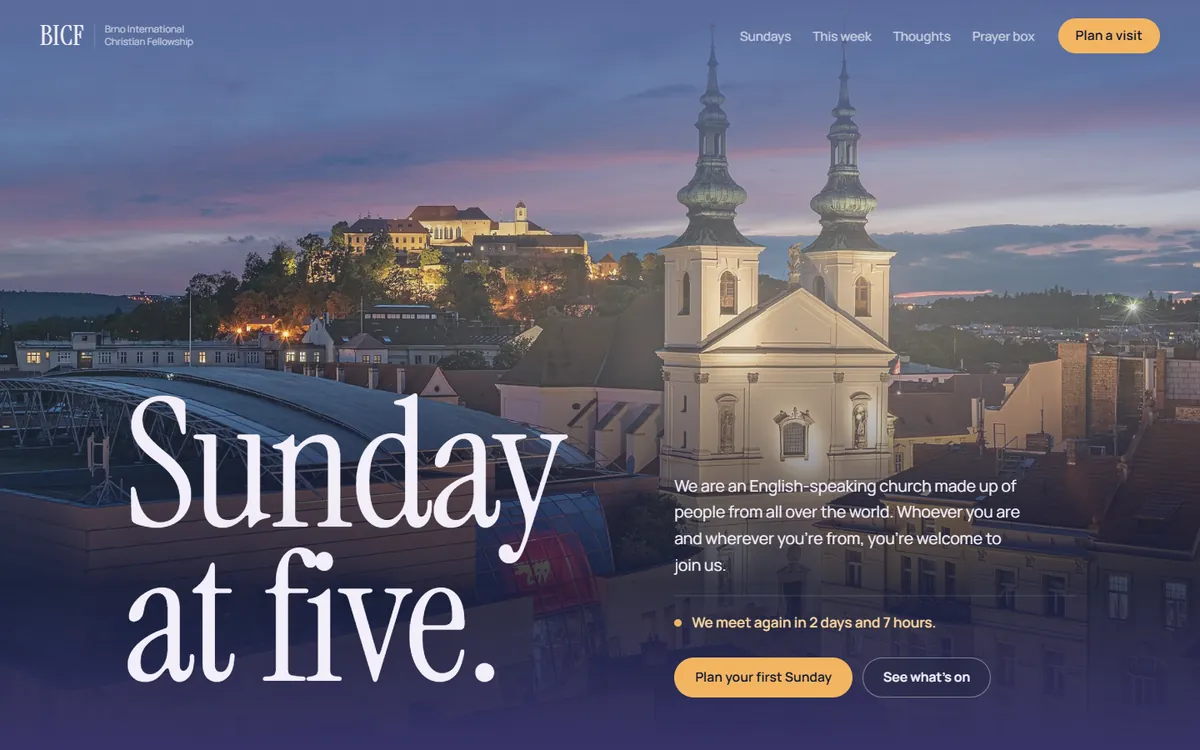 BICF
Brno International
Christian Fellowship
Sundays
This week
Thoughts
Prayer box
Plan a visit
Sunday
at five.
We are an English-speaking church made up of
people from all over the world. Whoever you are
and wherever you're from, you're welcome to
join us.
We meet again in 2 days and 7 hours.
Plan your first Sunday
See what's on